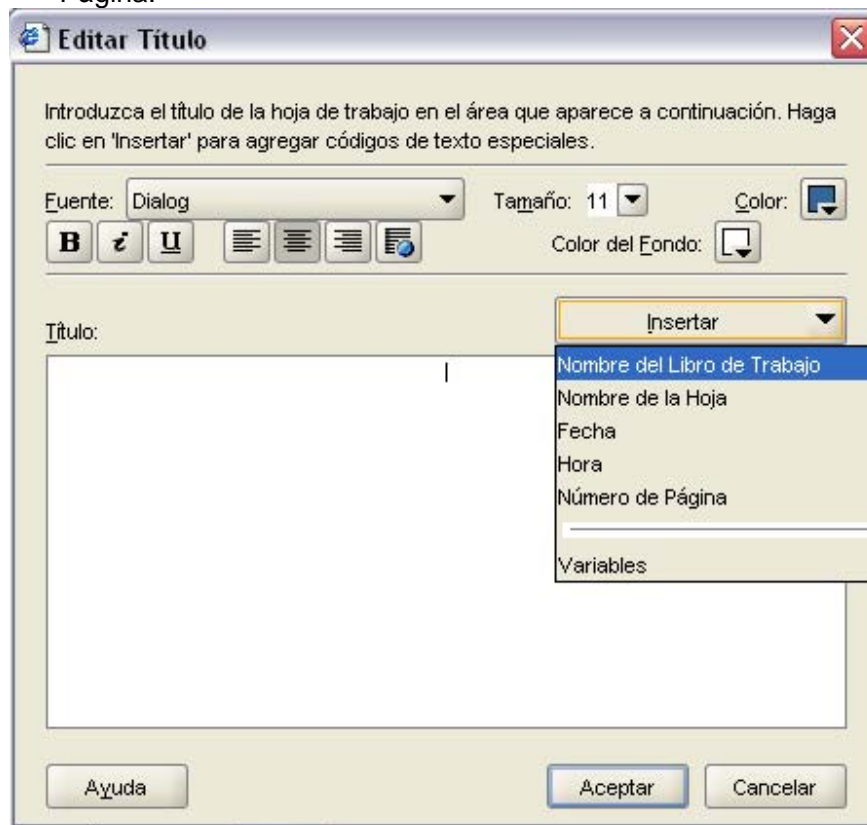 Página.
Editar Título
Introduzca el título de la hoja de trabajo en el área que aparece a continuación. Haga
clic en 'Insertar' para agregar códigos de texto especiales.
Fuente: Dialog Tamaño: 11 Color:
B i U Color del Fondo:
Título: Insertar
Nombre del Libro de Trabajo
Nombre de la Hoja
Fecha
Hora
Número de Página
Variables
Ayuda Aceptar Cancelar